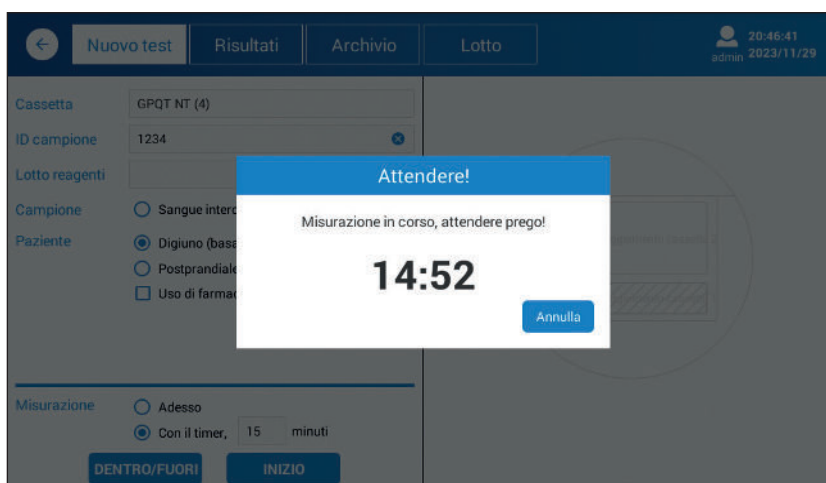 Nuovo test Risultati Archivio Lotto
20:46:41
admin 2023/11/29
Cassetta GPQT NT (4)
ID campione 1234
Lotto reagenti
Campione Sangue inter
Paziente Digiuno (basa
Postprandiale
Uso di farma
Attendere!
Misurazione in corso, attendere prego!
14:52
Annulla
Misurazione Adesso
Con il timer, 15 minuti
DENTRO/FUORI INIZIO